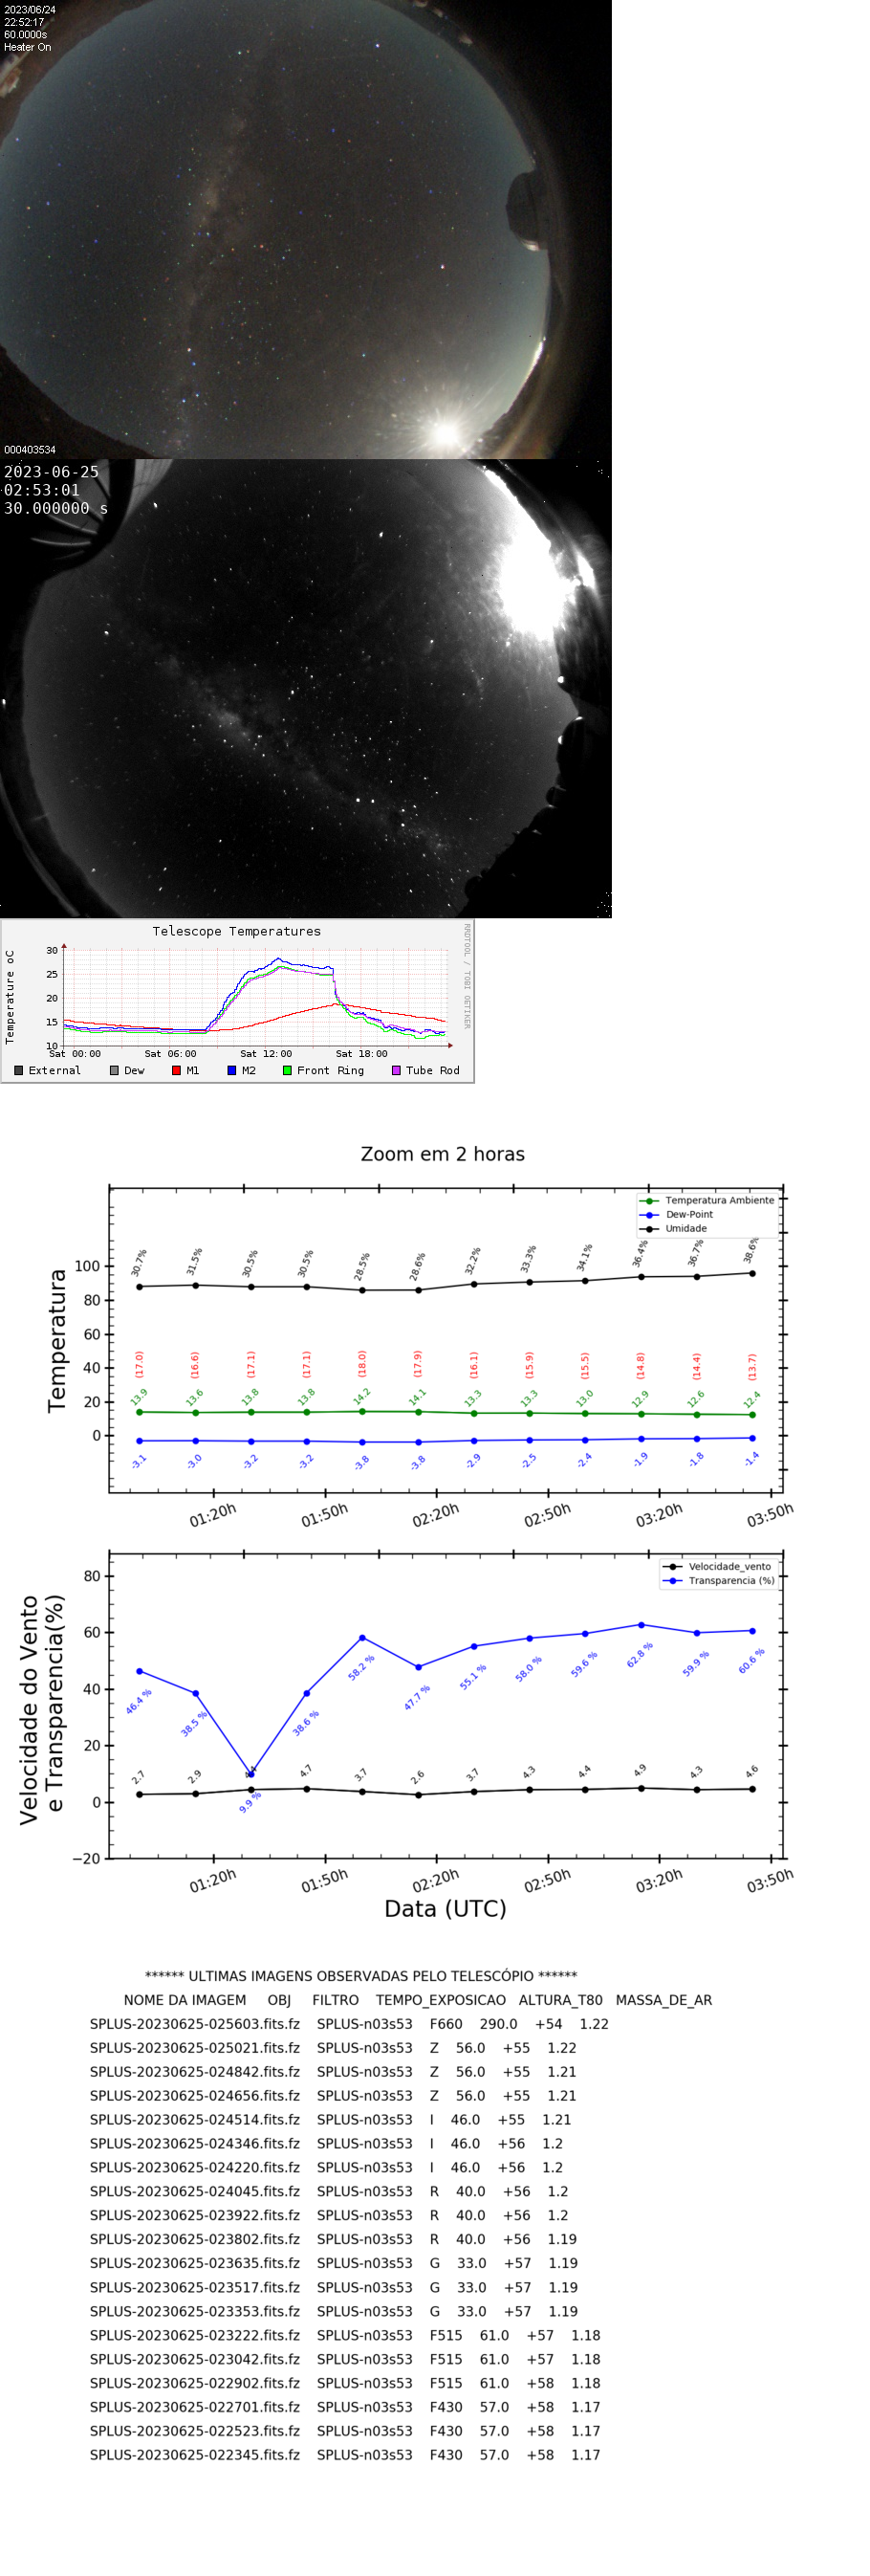 2023/06/24
22:52:17
60.0000s
Heater On
000403534
2023-06-25
02:53:01
30.000000 s
Telescope Temperatures
RRDTOOL / TOBI OETIKER
Temperature oC
30
25
20
15
10
Sat 00:00 Sat 06:00 Sat 12:00 Sat 18:00
External Dew M1 M2 Front Ring Tube Rod
Zoom em 2 horas
Temperatura Ambiente
Dew-Point
Umidade
Temperatura
100
80
60
40
20
0
30.7% 31.5% 30.5% 30.5% 28.5% 28.6% 32.2% 33.3% 34.1% 36.4% 36.7% 38.6%
(17.0) (16.6) (17.1) (17.1) (18.0) (17.9) (16.1) (15.9) (15.5) (14.8) (14.4) (13.7)
13.9 13.6 13.8 13.8 14.2 14.1 13.3 13.3 13.0 12.9 12.6 12.4
-3.1 -3.0 -3.2 -3.2 -3.8 -3.8 -2.9 -2.5 -2.4 -1.9 -1.8 -1.4
01:20h 01:50h 02:20h 02:50h 03:20h 03:50h
Velocidade_vento
Transparencia (%)
Velocidade do Vento
e Transparencia(%)
80
60
40
20
0
−20
46.4 % 38.5 % 9.9 % 38.6 % 58.2 % 47.7 % 55.1 % 58.0 % 59.6 % 62.8 % 59.9 % 60.6 %
2.7 2.9 4.7 3.7 2.6 3.7 4.3 4.4 4.9 4.3 4.6
01:20h 01:50h 02:20h 02:50h 03:20h 03:50h
Data (UTC)
****** ULTIMAS IMAGENS OBSERVADAS PELO TELESCÓPIO ******
NOME DA IMAGEM OBJ FILTRO TEMPO_EXPOSICAO ALTURA_T80 MASSA_DE_AR
SPLUS-20230625-025603.fits.fz SPLUS-n03s53 F660 290.0 +54 1.22
SPLUS-20230625-025021.fits.fz SPLUS-n03s53 Z 56.0 +55 1.22
SPLUS-20230625-024842.fits.fz SPLUS-n03s53 Z 56.0 +55 1.21
SPLUS-20230625-024656.fits.fz SPLUS-n03s53 Z 56.0 +55 1.21
SPLUS-20230625-024514.fits.fz SPLUS-n03s53 I 46.0 +55 1.21
SPLUS-20230625-024346.fits.fz SPLUS-n03s53 I 46.0 +56 1.2
SPLUS-20230625-024220.fits.fz SPLUS-n03s53 I 46.0 +56 1.2
SPLUS-20230625-024045.fits.fz SPLUS-n03s53 R 40.0 +56 1.2
SPLUS-20230625-023922.fits.fz SPLUS-n03s53 R 40.0 +56 1.2
SPLUS-20230625-023802.fits.fz SPLUS-n03s53 R 40.0 +56 1.19
SPLUS-20230625-023635.fits.fz SPLUS-n03s53 G 33.0 +57 1.19
SPLUS-20230625-023517.fits.fz SPLUS-n03s53 G 33.0 +57 1.19
SPLUS-20230625-023353.fits.fz SPLUS-n03s53 G 33.0 +57 1.19
SPLUS-20230625-023222.fits.fz SPLUS-n03s53 F515 61.0 +57 1.18
SPLUS-20230625-023042.fits.fz SPLUS-n03s53 F515 61.0 +57 1.18
SPLUS-20230625-022902.fits.fz SPLUS-n03s53 F515 61.0 +58 1.18
SPLUS-20230625-022701.fits.fz SPLUS-n03s53 F430 57.0 +58 1.17
SPLUS-20230625-022523.fits.fz SPLUS-n03s53 F430 57.0 +58 1.17
SPLUS-20230625-022345.fits.fz SPLUS-n03s53 F430 57.0 +58 1.17